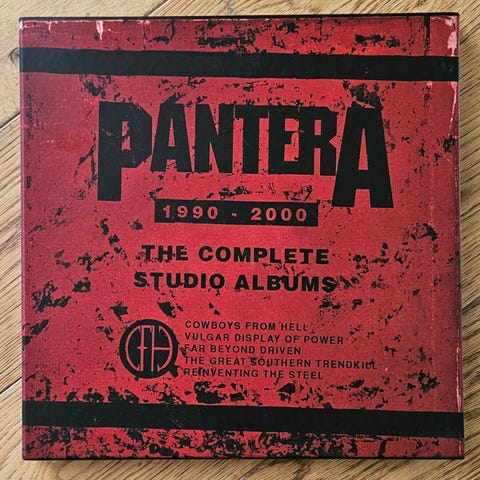 PANTERA
1990 - 2000
THE COMPLETE
STUDIO ALBUMS
CFH
COWBOYS FROM HELL
VULGAR DISPLAY OF POWER
FAR BEYOND DRIVEN
THE GREAT SOUTHERN TRENDKILL
REINVENTING THE STEEL